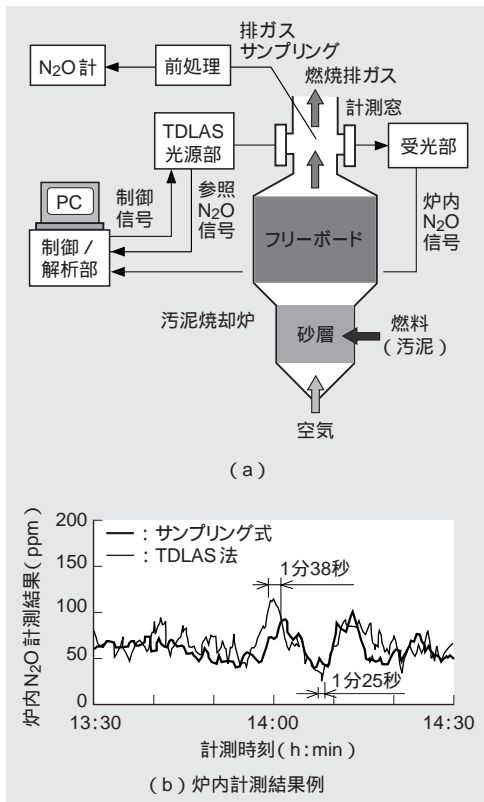 排ガス
サンプリング
N2O計
前処理
燃焼排ガス
計測窓
TDLAS
光源部
受光部
PC
制御
信号
参照
N2O
信号
炉内
N2O
信号
制御/
解析部
フリーボード
汚泥焼却炉
砂層
燃料
(汚泥)
空気
(a)
炉内N2O計測結果(ppm)
200
150
100
50
0
:サンプリング式
:TDLAS法
1分38秒
1分25秒
13:30
14:00
14:30
計測時刻(h:min)
(b)炉内計測結果例